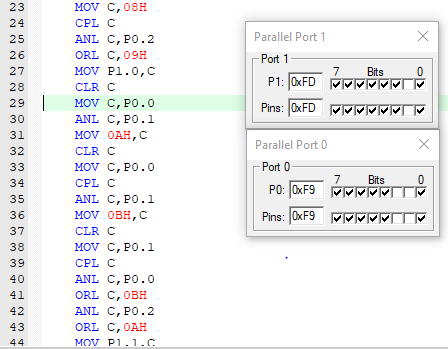 23 MOV C,08H
24 CPL C
25 ANL C,P0.2
26 ORL C,09H
27 MOV P1.0,C
28 CLR C
29 MOV C,P0.0
30 ANL C,P0.1
31 MOV 0AH,C
32 CLR C
33 MOV C,P0.0
34 CPL C
35 ANL C,P0.1
36 MOV 0BH,C
37 CLR C
38 MOV C,P0.1
39 CPL C
40 ANL C,P0.0
41 ORL C,0BH
42 ANL C,P0.2
43 ORL C,0AH
44 MOV P1.1,C
Parallel Port 1
Port 1
7 Bits 0
P1: 0xFD
Pins: 0xFD
Parallel Port 0
Port 0
7 Bits 0
P0: 0xF9
Pins: 0xF9